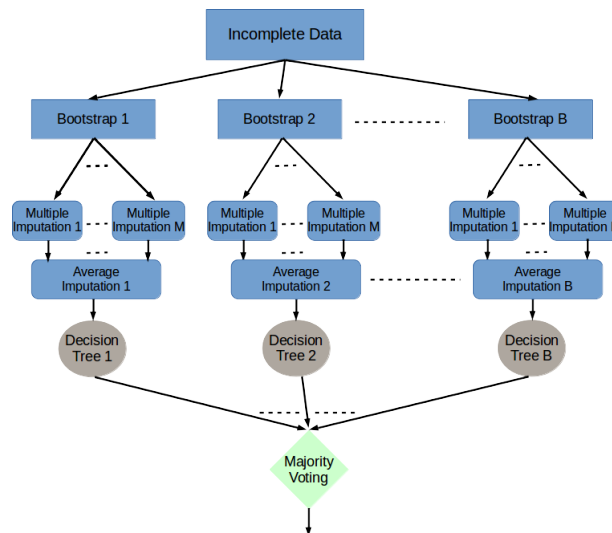 Incomplete Data
Bootstrap 1
Bootstrap 2
Bootstrap B
Multiple
Imputation 1
Multiple
Imputation M
Multiple
Imputation 1
Multiple
Imputation M
Multiple
Imputation 1
Multiple
Imputation
Average
Imputation 1
Average
Imputation 2
Average
Imputation B
Decision
Tree 1
Decision
Tree 2
Decision
Tree B
Majority
Voting